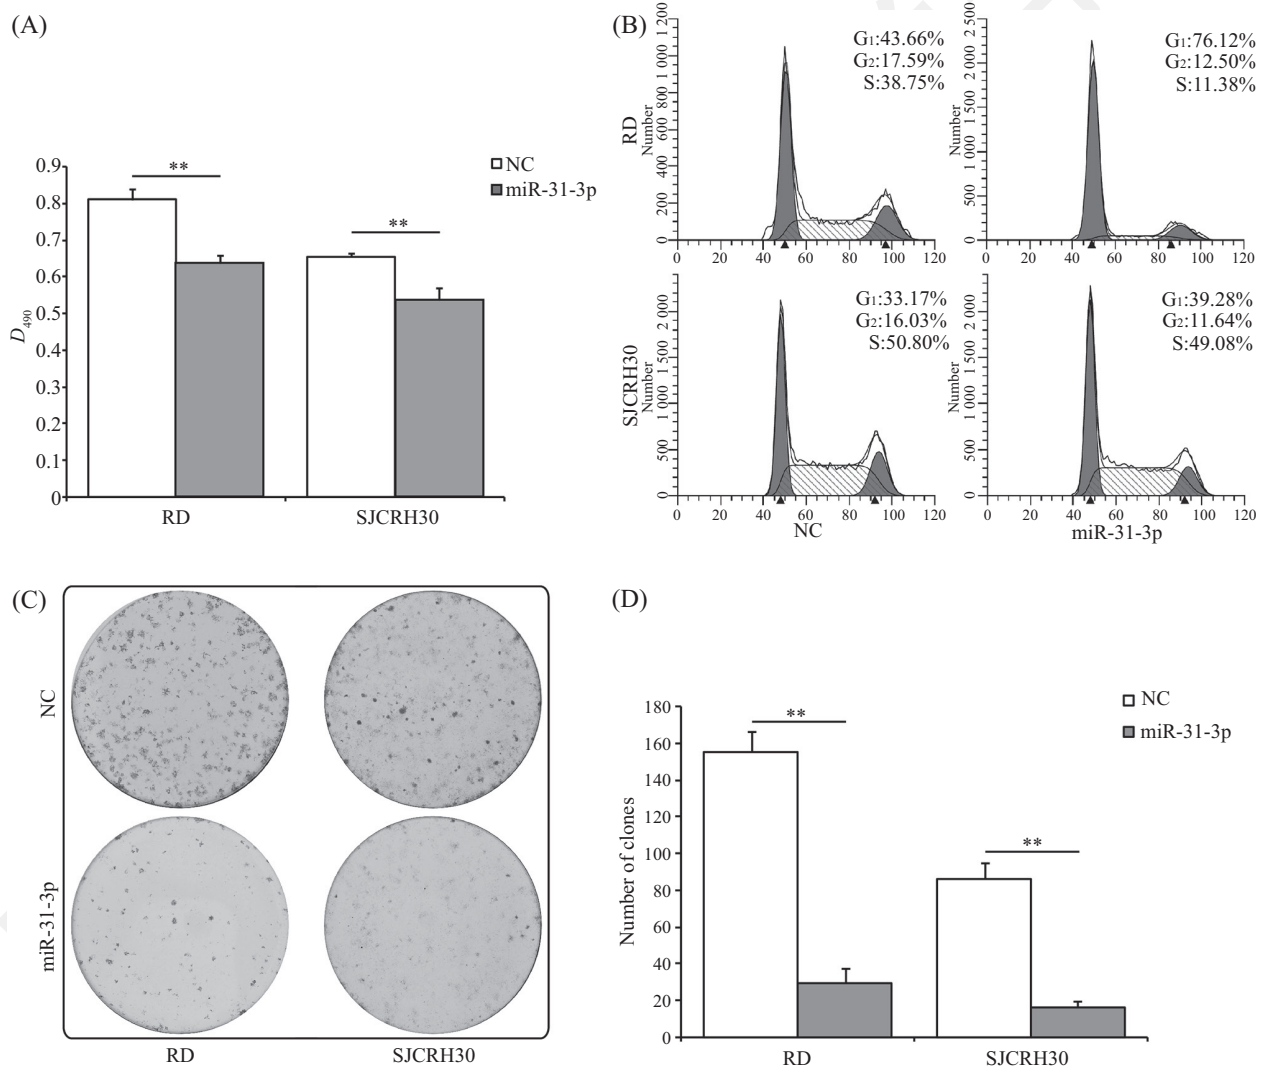 (A)
NC
miR-31-3p
**
**
D490
0.9
0.8
0.7
0.6
0.5
0.4
0.3
0.2
0.1
0
RD
SJCRH30
(B)
RD
Number
1 200
1 000
800
600
400
200
0
G1:43.66%
G2:17.59%
S:38.75%
0 20 40 60 80 100 120
Number
2 500
2 000
1 500
1 000
500
0
G1:76.12%
G2:12.50%
S:11.38%
0 20 40 60 80 100 120
SJCRH30
Number
2 000
1 500
1 000
500
0
G1:33.17%
G2:16.03%
S:50.80%
0 20 40 60 80 100 120
NC
Number
2 000
1 500
1 000
500
0
G1:39.28%
G2:11.64%
S:49.08%
0 20 40 60 80 100 120
miR-31-3p
(C)
NC
miR-31-3p
RD
SJCRH30
(D)
NC
miR-31-3p
**
**
Number of clones
180
160
140
120
100
80
60
40
20
0
RD
SJCRH30